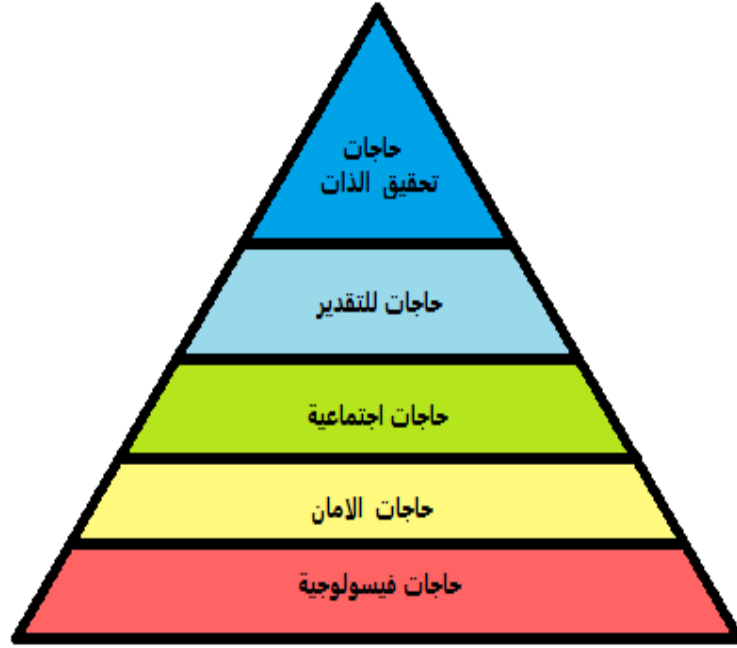 حاجات
تحقيق الذات
حاجات للتقدير
حاجات اجتماعية
حاجات الامان
حاجات فيسولوجية